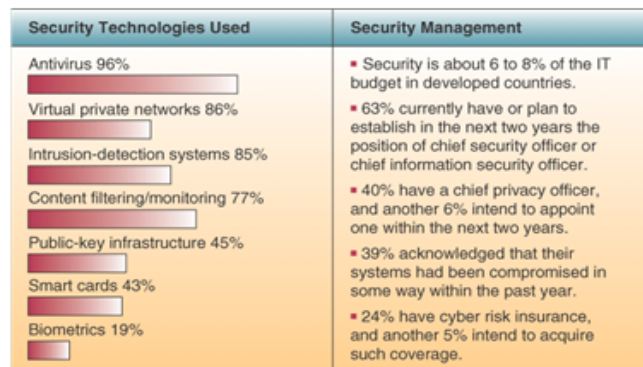 Security Technologies Used
Antivirus 96%
Virtual private networks 86%
Intrusion-detection systems 85%
Content filtering/monitoring 77%
Public-key infrastructure 45%
Smart cards 43%
Biometrics 19%
Security Management
▪ Security is about 6 to 8% of the IT
budget in developed countries.
▪ 63% currently have or plan to
establish in the next two years the
position of chief security officer or
chief information security officer.
▪ 40% have a chief privacy officer,
and another 6% intend to appoint
one within the next two years.
▪ 39% acknowledged that their
systems had been compromised in
some way within the past year.
▪ 24% have cyber risk insurance,
and another 5% intend to acquire
such coverage.